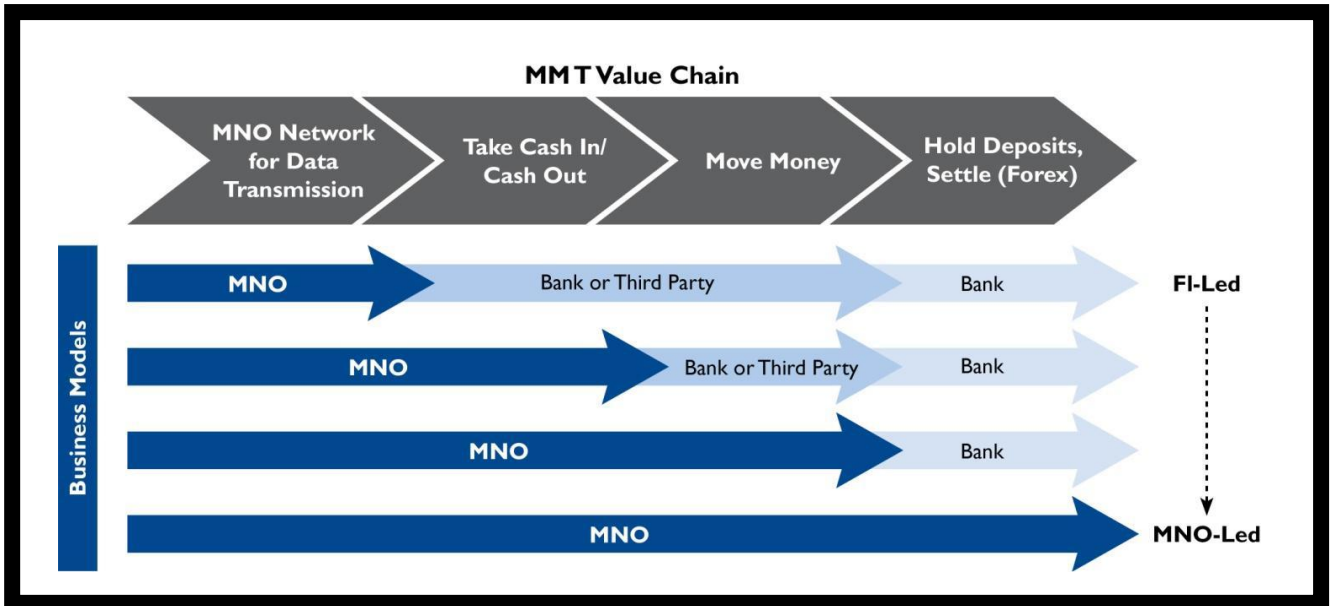 MMT Value Chain
MNO Network
for Data
Transmission
Take Cash In/
Cash Out
Move Money
Hold Deposits,
Settle (Forex)
Business Models
MNO
Bank or Third Party
Bank
FI-Led
MNO
Bank or Third Party
Bank
MNO
Bank
MNO
MNO-Led